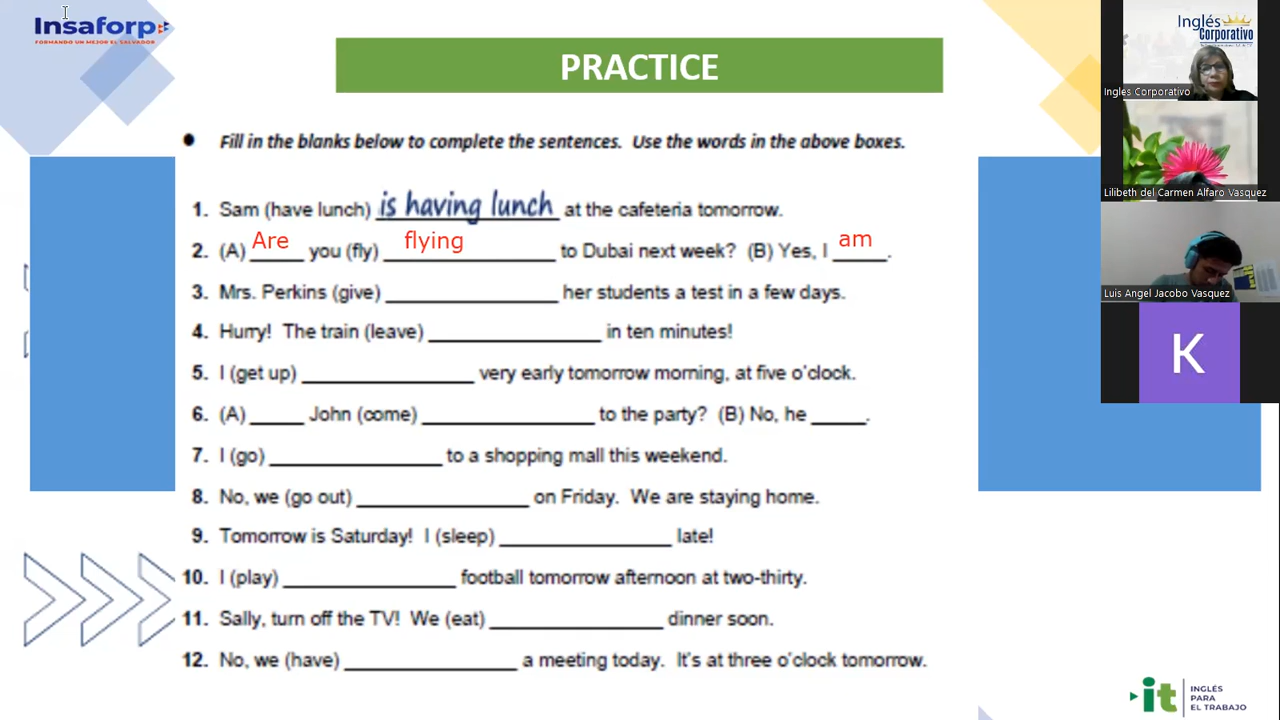 Insaforp
FORMANDO UN MEJOR EL SALVADOR
PRACTICE
Fill in the blanks below to complete the sentences. Use the words in the above boxes.
1. Sam (have lunch) is having lunch at the cafeteria tomorrow.
2. (A) Are you (fly) flying to Dubai next week? (B) Yes, I am.
3. Mrs. Perkins (give) ________ her students a test in a few days.
4. Hurry! The train (leave) ________ in ten minutes!
5. I (get up) ________ very early tomorrow morning, at five o'clock.
6. (A) ____ John (come) ________ to the party? (B) No, he ____.
7. I (go) ________ to a shopping mall this weekend.
8. No, we (go out) ________ on Friday. We are staying home.
9. Tomorrow is Saturday! I (sleep) ________ late!
10. I (play) ________ football tomorrow afternoon at two-thirty.
11. Sally, turn off the TV! We (eat) ________ dinner soon.
12. No, we (have) ________ a meeting today. It's at three o'clock tomorrow.
Inglés
Corporativo
Ingles Corporativo
Lilibeth del Carmen Alfaro Vasquez
Luis Angel Jacobo Vasquez
K
it
INGLÉS
PARA
EL TRABAJO